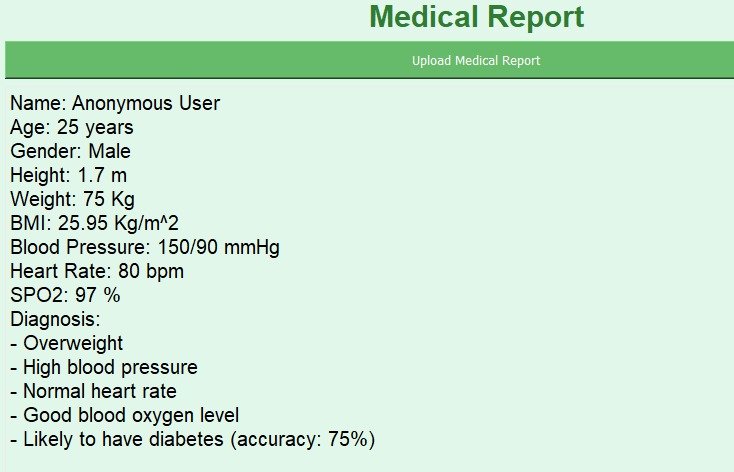 Medical Report
Upload Medical Report
Name: Anonymous User
Age: 25 years
Gender: Male
Height: 1.7 m
Weight: 75 Kg
BMI: 25.95 Kg/m^2
Blood Pressure: 150/90 mmHg
Heart Rate: 80 bpm
SPO2: 97 %
Diagnosis:
- Overweight
- High blood pressure
- Normal heart rate
- Good blood oxygen level
- Likely to have diabetes (accuracy: 75%)